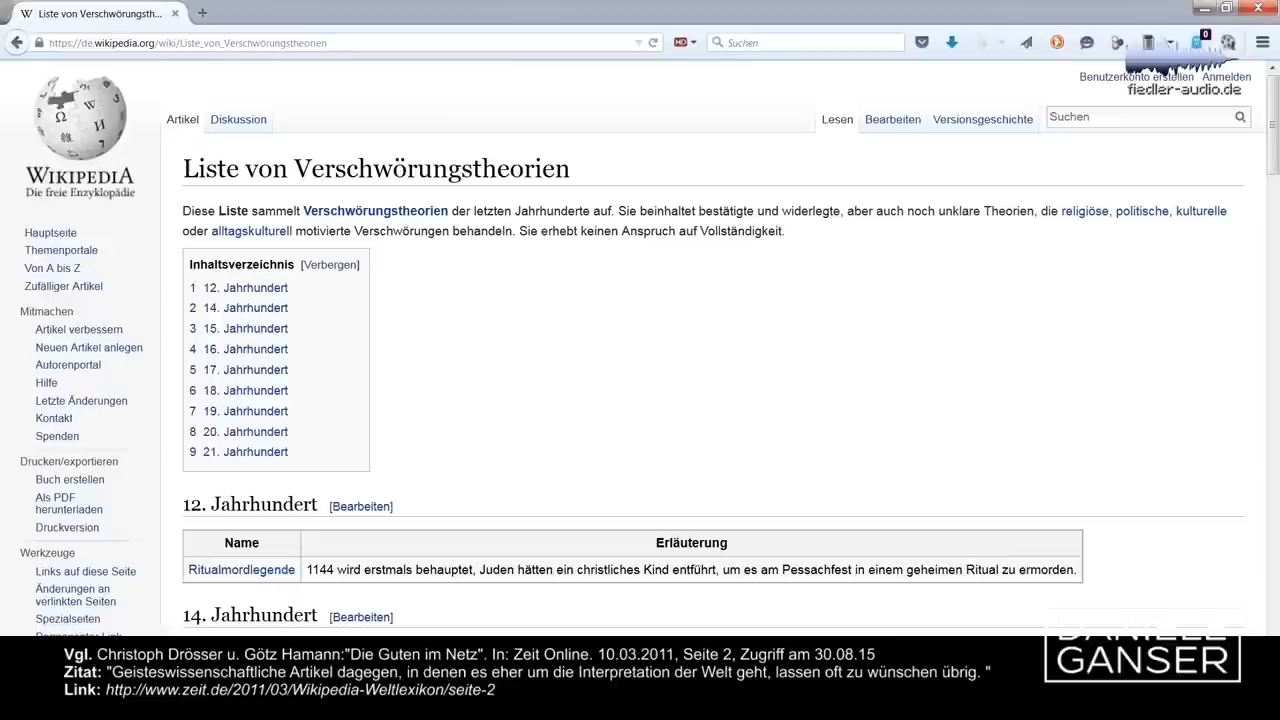 Liste von Verschwörungsth...
https://de.wikipedia.org/wiki/Liste_von_Verschwörungstheorien
Suchen
0
Benutzerkonto erstellen Anmelden
fiedler-audio.de
WIKIPEDIA
Die freie Enzyklopädie
Artikel Diskussion
Lesen Bearbeiten Versionsgeschichte
Suchen
Liste von Verschwörungstheorien
Diese Liste sammelt Verschwörungstheorien der letzten Jahrhunderte auf. Sie beinhaltet bestätigte und widerlegte, aber auch noch unklare Theorien, die religiöse, politische, kulturelle
oder alltagskulturell motivierte Verschwörungen behandeln. Sie erhebt keinen Anspruch auf Vollständigkeit.
Hauptseite
Themenportale
Von A bis Z
Zufälliger Artikel
Mitmachen
Artikel verbessern
Neuen Artikel anlegen
Autorenportal
Hilfe
Letzte Änderungen
Kontakt
Spenden
Drucken/exportieren
Buch erstellen
Als PDF
herunterladen
Druckversion
Werkzeuge
Links auf diese Seite
Änderungen an
verlinkten Seiten
Spezialseiten
Permanenter Link
Inhaltsverzeichnis [Verbergen]
1 12. Jahrhundert
2 14. Jahrhundert
3 15. Jahrhundert
4 16. Jahrhundert
5 17. Jahrhundert
6 18. Jahrhundert
7 19. Jahrhundert
8 20. Jahrhundert
9 21. Jahrhundert
12. Jahrhundert [Bearbeiten]
Name Erläuterung
Ritualmordlegende 1144 wird erstmals behauptet, Juden hätten ein christliches Kind entführt, um es am Pessachfest in einem geheimen Ritual zu ermorden.
14. Jahrhundert [Bearbeiten]
Vgl. Christoph Drösser u. Götz Hamann:"Die Guten im Netz". In: Zeit Online. 10.03.2011, Seite 2, Zugriff am 30.08.15
Zitat: "Geisteswissenschaftliche Artikel dagegen, in denen es eher um die Interpretation der Welt geht, lassen oft zu wünschen übrig. "
Link: http://www.zeit.de/2011/03/Wikipedia-Weltlexikon/seite-2
DANIELE
GANSER